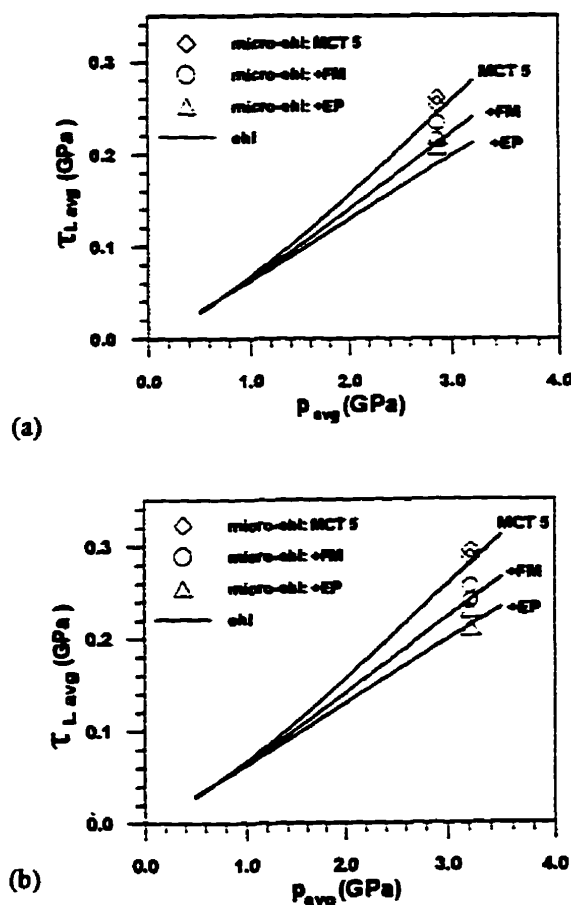 micro-ehl: MCT 5
micro-ehl: +FM
micro-ehl: +EP
ehl
MCT 5
+FM
+EP
τL avg (GPa)
0.3
0.2
0.1
0.0
0.0 1.0 2.0 3.0 4.0
pavg (GPa)
(a)
micro-ehl: MCT 5
micro-ehl: +FM
micro-ehl: +EP
ehl
MCT 5
+FM
+EP
τL avg (GPa)
0.3
0.2
0.1
0.0
0.0 1.0 2.0 3.0 4.0
pavg (GPa)
(b)